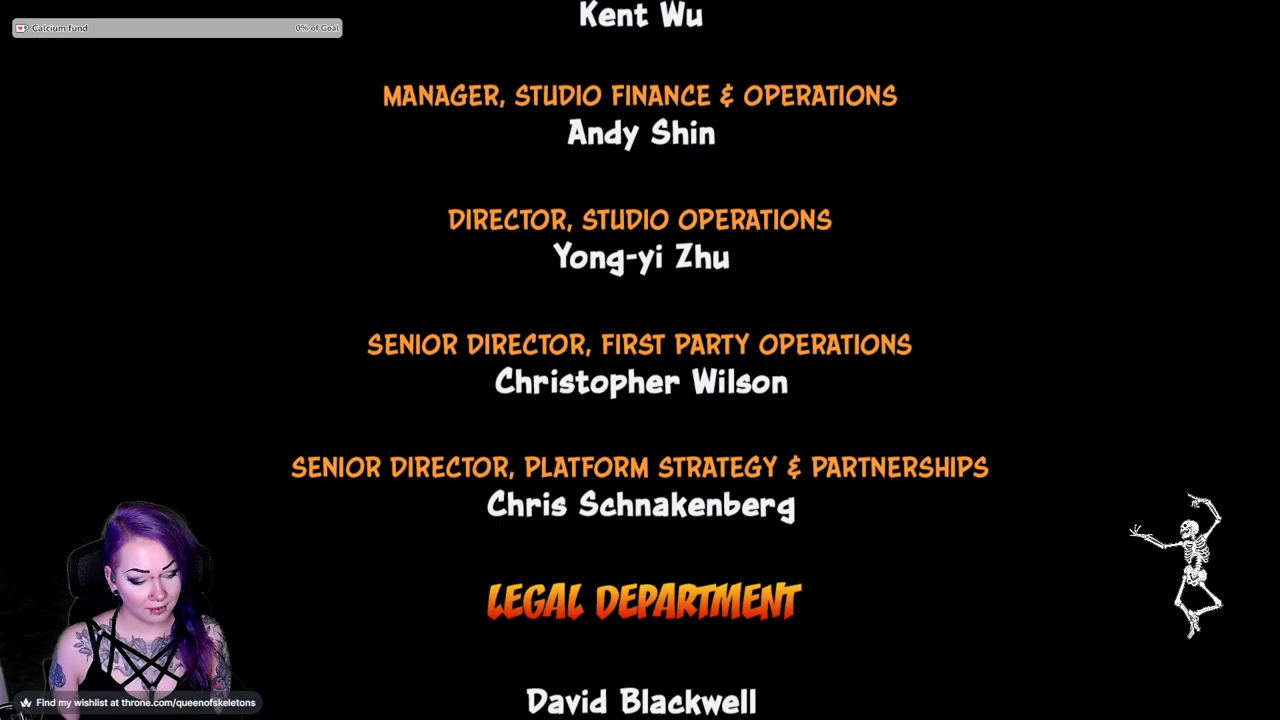 Kent Wu
Calcium fund
0% of Goal
MANAGER, STUDIO FINANCE & OPERATIONS
Andy Shin
DIRECTOR, STUDIO OPERATIONS
Yong-yi Zhu
SENIOR DIRECTOR, FIRST PARTY OPERATIONS
Christopher Wilson
SENIOR DIRECTOR, PLATFORM STRATEGY & PARTNERSHIPS
Chris Schnakenberg
LEGAL DEPARTMENT
David Blackwell
Find my wishlist at throne.com/queenofskeletons